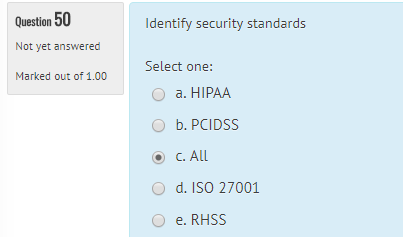 Question 50
Not yet answered
Marked out of 1.00
Identify security standards
Select one:
a. HIPAA
b. PCIDSS
c. All
d. ISO 27001
e. RHSS